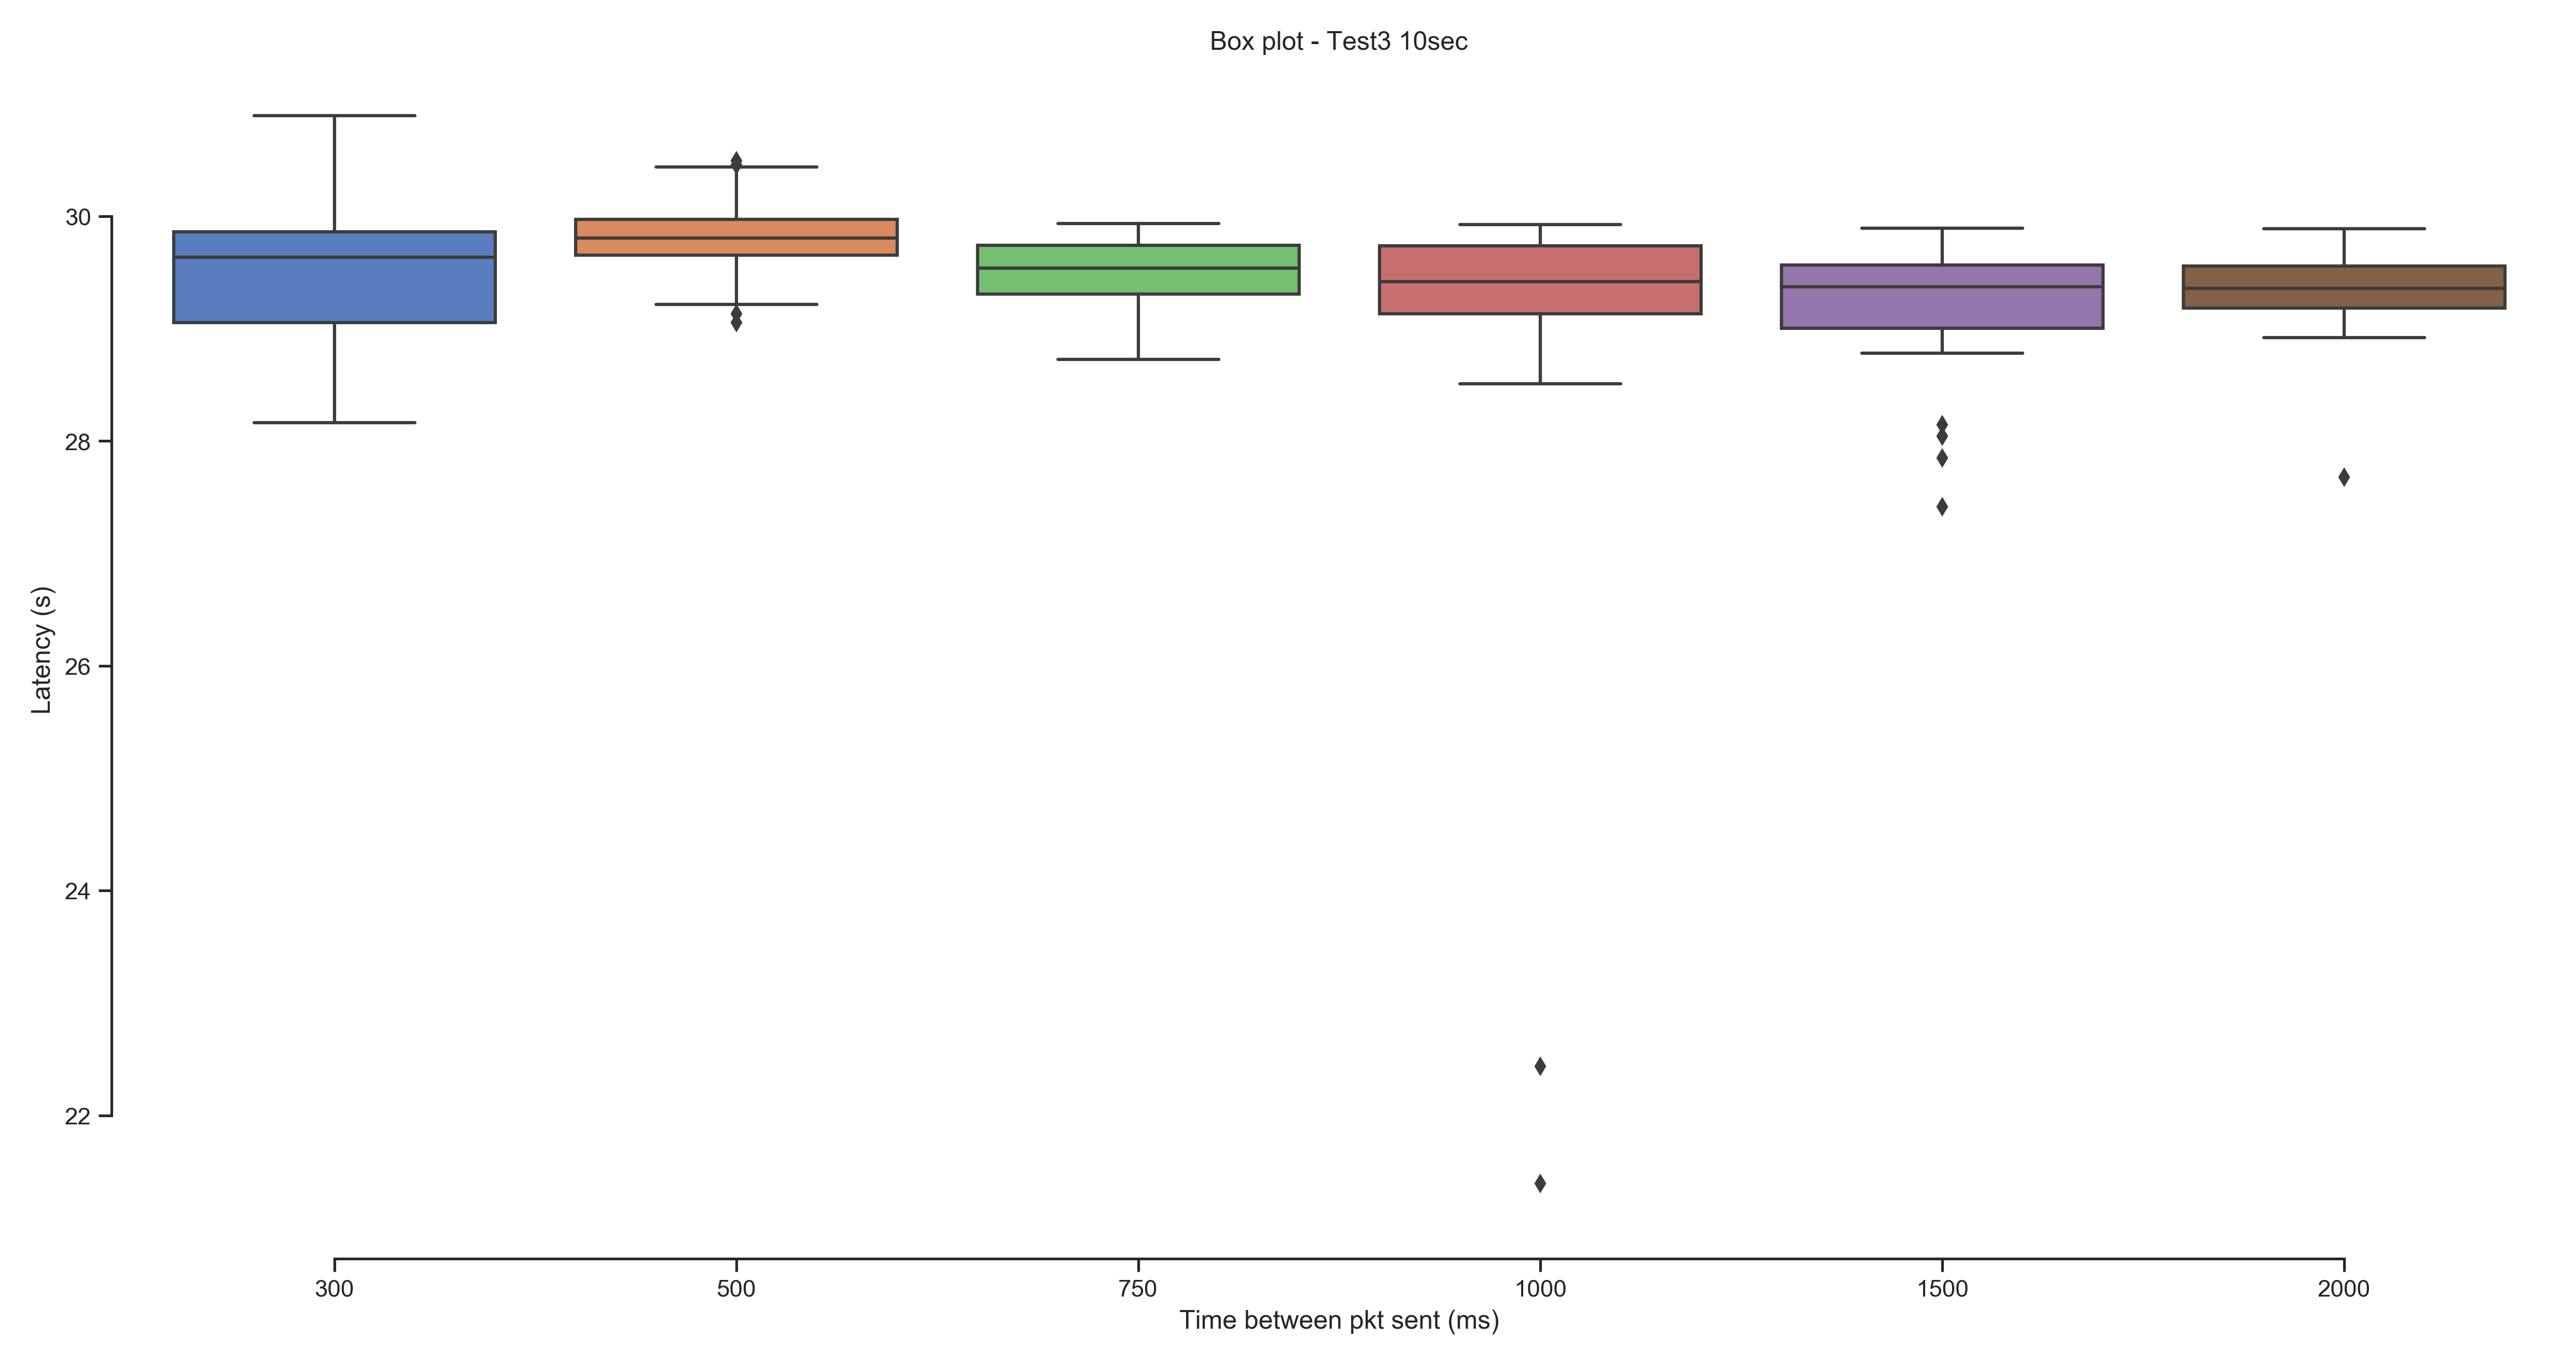 Box plot - Test3 10sec
30
28
26
24
22
Latency (s)
300 500 750 1000 1500 2000
Time between pkt sent (ms)